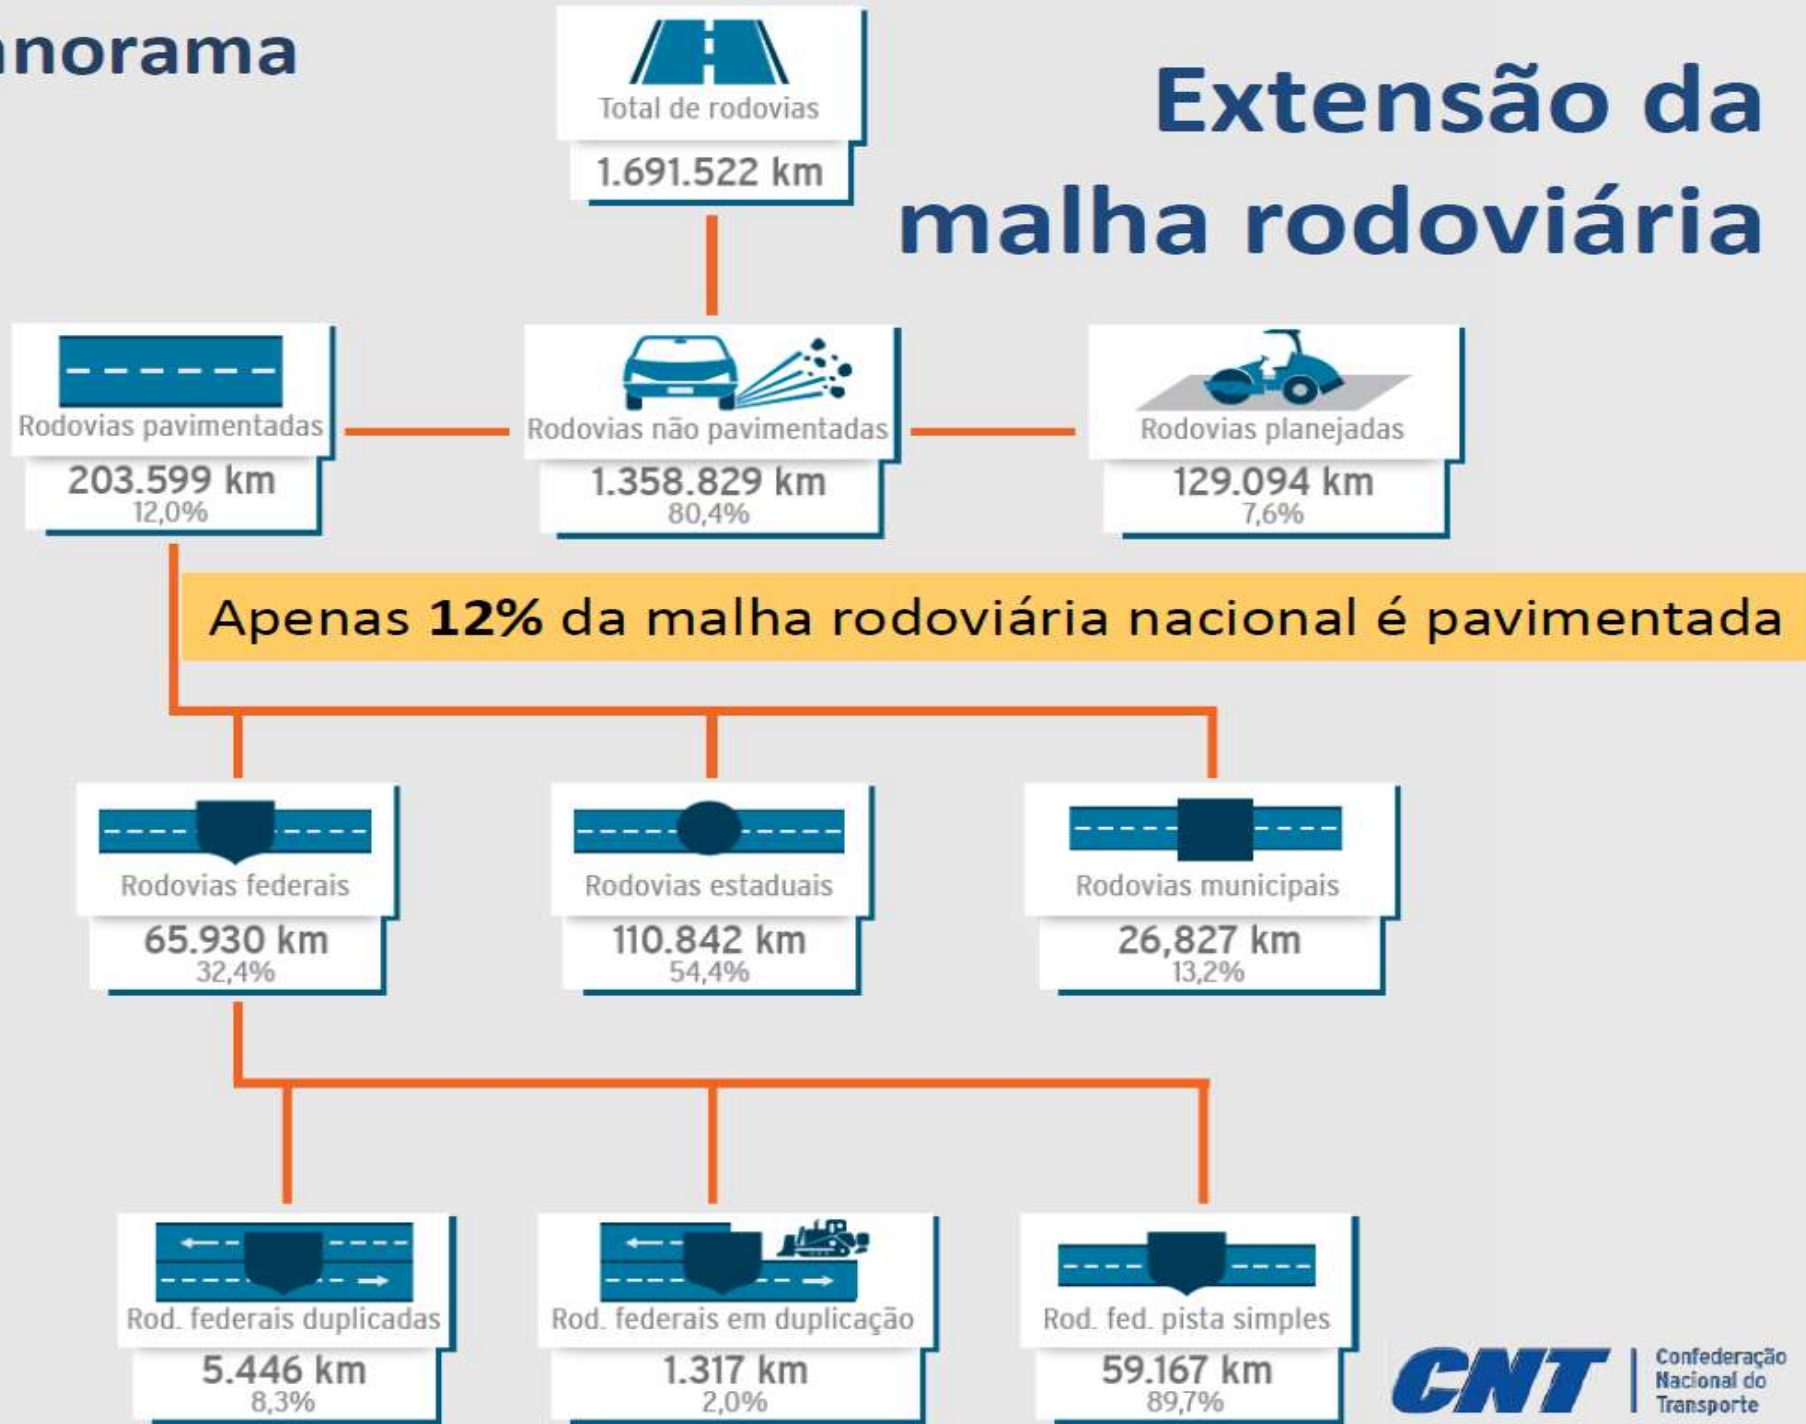 norama
Extensão da
malha rodoviária
Total de rodovias
1.691.522 km
Rodovias pavimentadas
203.599 km
12,0%
Rodovias não pavimentadas
1.358.829 km
80,4%
Rodovias planejadas
129.094 km
7,6%
Apenas 12% da malha rodoviária nacional é pavimentada
Rodovias federais
65.930 km
32,4%
Rodovias estaduais
110.842 km
54,4%
Rodovias municipais
26,827 km
13,2%
Rod. federais duplicadas
5.446 km
8,3%
Rod. federais em duplicação
1.317 km
2,0%
Rod. fed. pista simples
59.167 km
89,7%
CNT
Confederação
Nacional do
Transporte